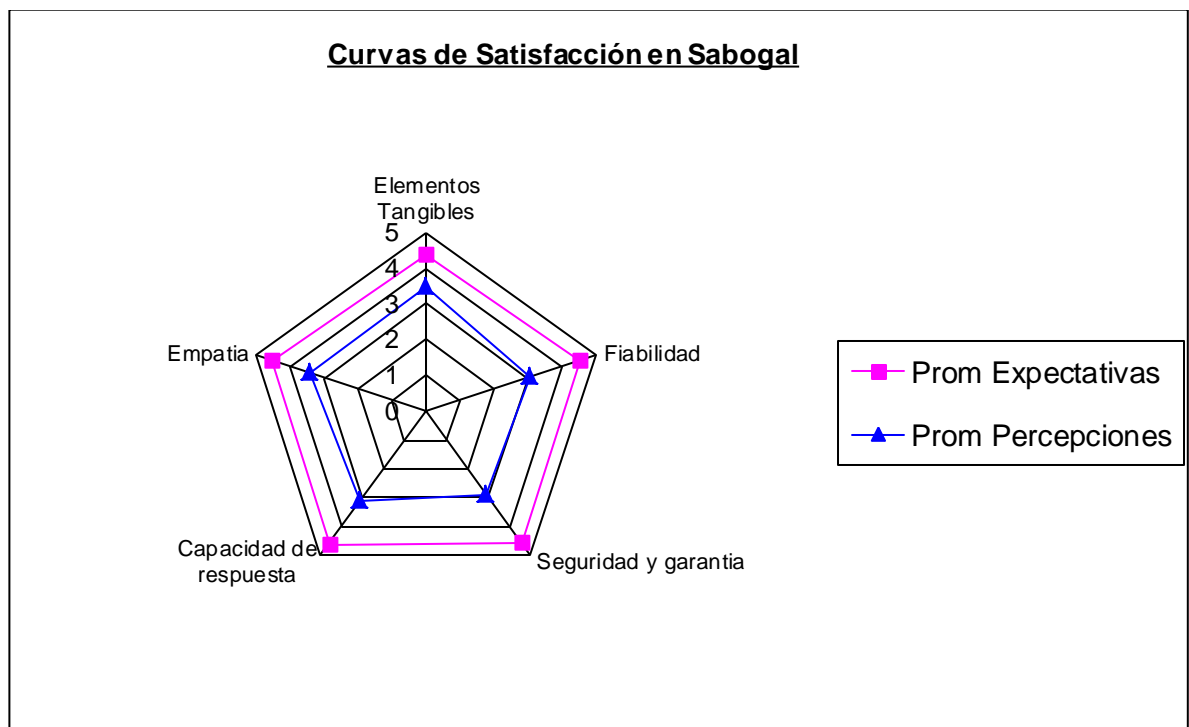 Curvas de Satisfacción en Sabogal
Elementos
Tangibles
5
4
3
2
1
0
Empatia
Fiabilidad
Capacidad de
respuesta
Seguridad y garantia
Prom Expectativas
Prom Percepciones